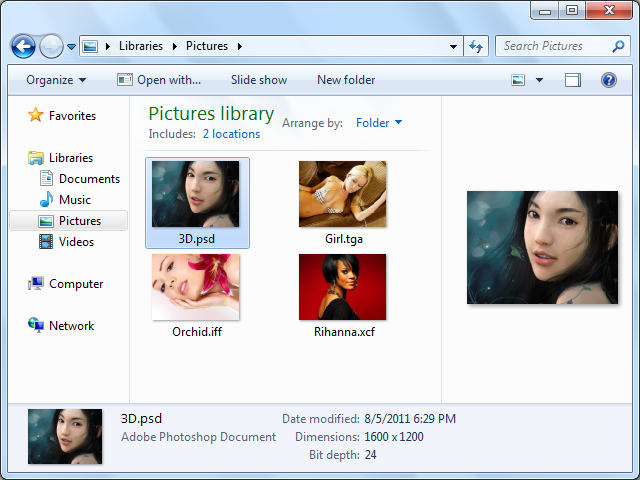 Libraries
Pictures
Search Pictures
Organize
Open with...
Slide show
New folder
Favorites
Libraries
Documents
Music
Pictures
Videos
Computer
Network
Pictures library
Includes: 2 locations
Arrange by: Folder
3D.psd
Girl.tga
Orchid.iff
Rihanna.xcf
3D.psd
Adobe Photoshop Document
Date modified: 8/5/2011 6:29 PM
Dimensions: 1600 x 1200
Bit depth: 24